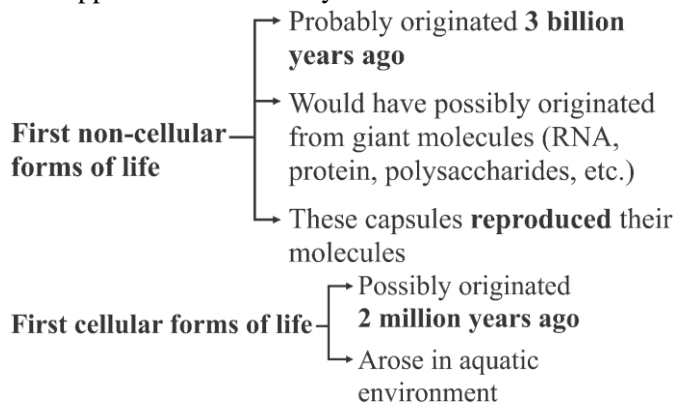 Probably originated 3 billion
years ago
Would have possibly originated
First non-cellular
from giant molecules (RNA,
forms of life
protein, polysaccharides, etc.)
These capsules reproduced their
molecules
Possibly originated
First cellular forms of life
2 million years ago
Arose in aquatic
environment